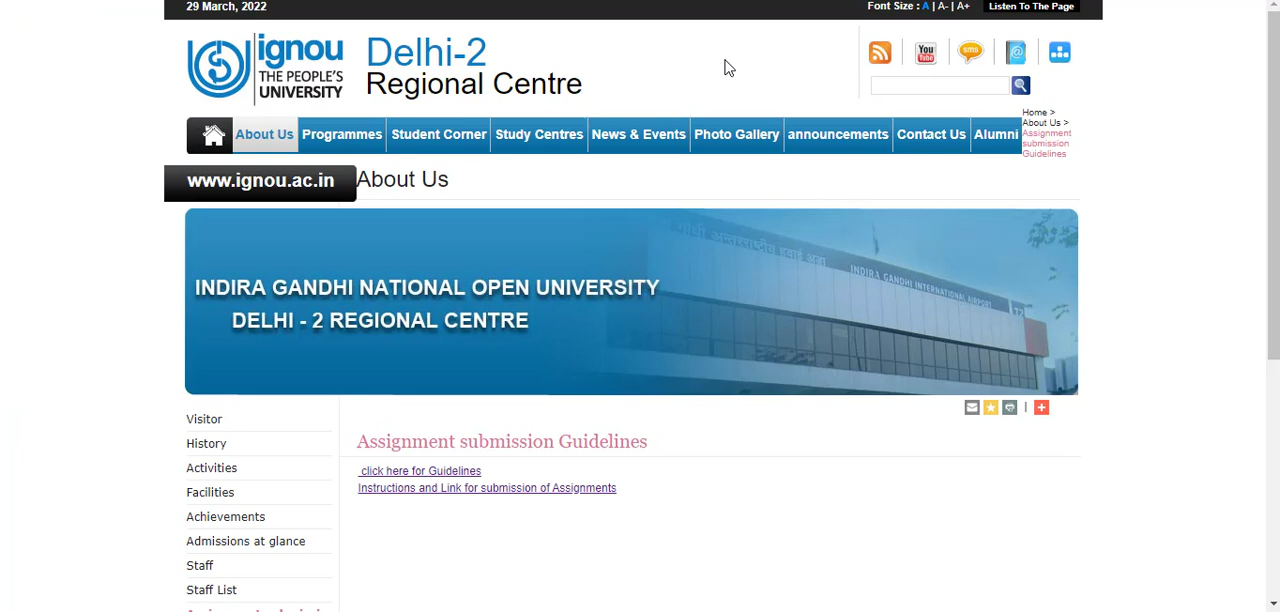 29 March, 2022
Font Size : A | A- | A+
Listen To The Page
ignou
THE PEOPLE'S
UNIVERSITY
Delhi-2
Regional Centre
You
Tube
sms
@
About Us
Programmes
Student Corner
Study Centres
News & Events
Photo Gallery
announcements
Contact Us
Alumni
Home >
About Us >
Assignment
submission
Guidelines
www.ignou.ac.in
About Us
INDIRA GANDHI NATIONAL OPEN UNIVERSITY
DELHI - 2 REGIONAL CENTRE
INDIRA GANDHI INTERNATIONAL AIRPORT
Visitor
History
Activities
Facilities
Achievements
Admissions at glance
Staff
Staff List
Assignment submission Guidelines
click here for Guidelines
Instructions and Link for submission of Assignments